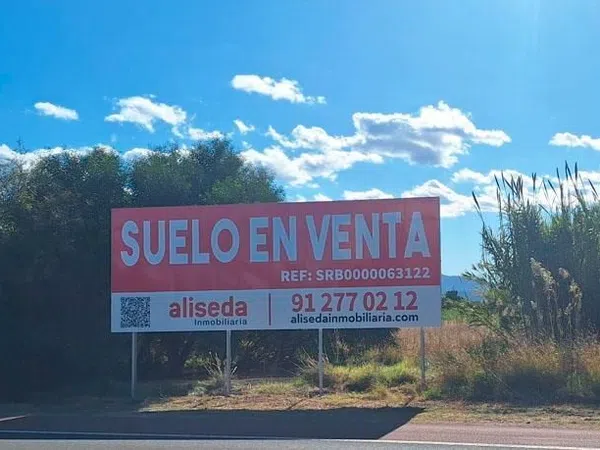 SUELO EN VENTA
REF: SRB0000063122
aliseda
Inmobiliaria
91 277 02 12
alisedainmobiliaria.com